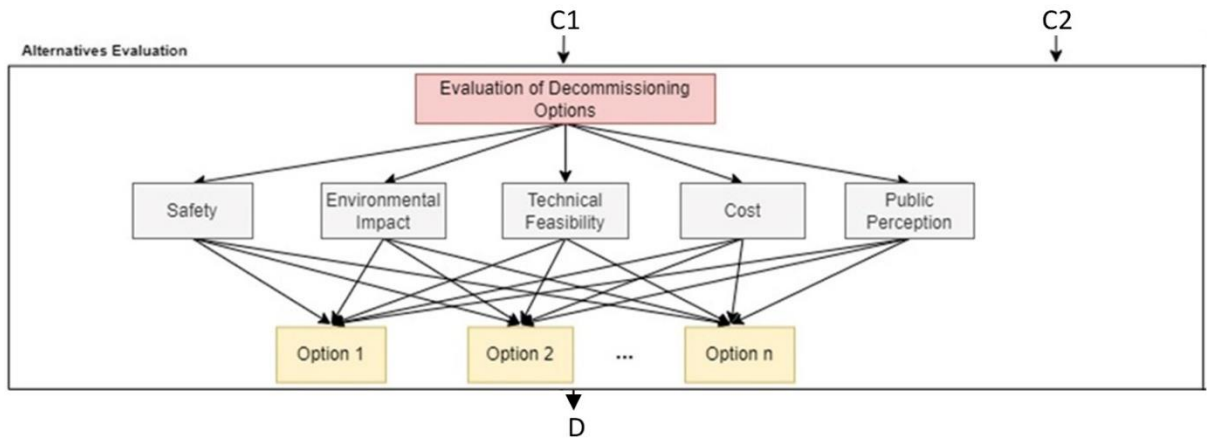 C1
C2
Alternatives Evaluation
Evaluation of Decommissioning
Options
Safety
Environmental
Impact
Technical
Feasibility
Cost
Public
Perception
Option 1
Option 2
...
Option n
D